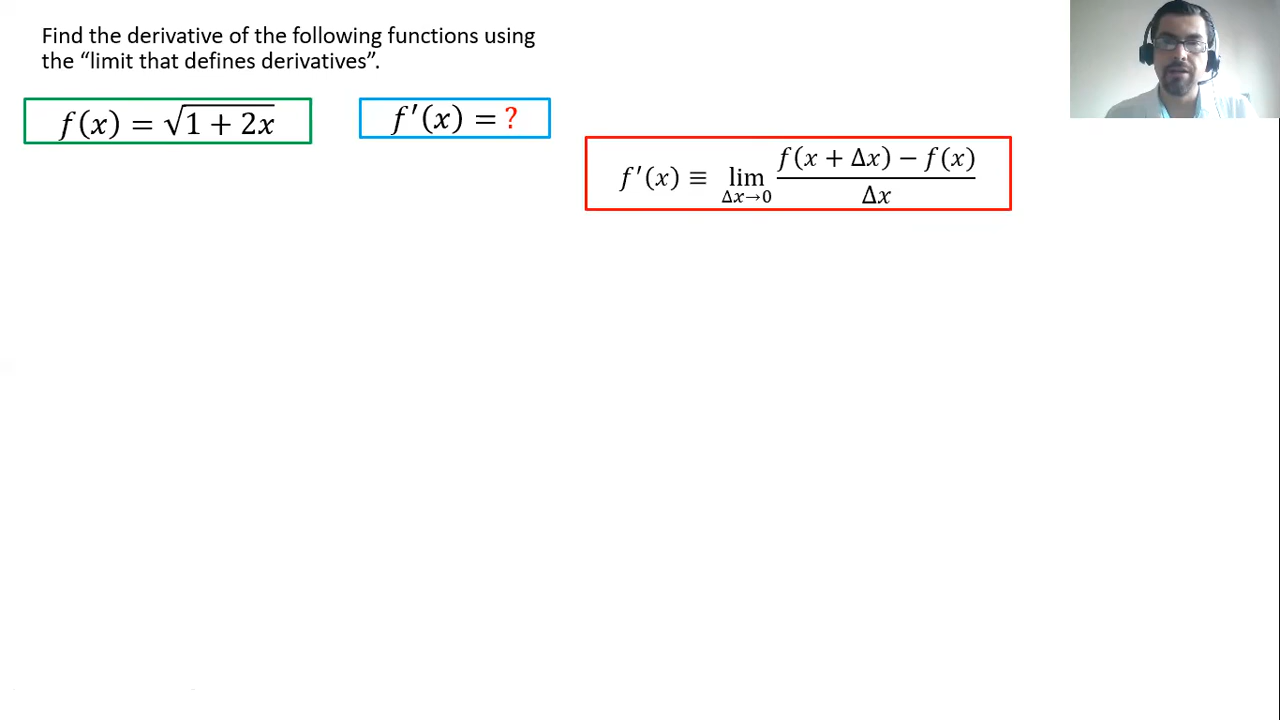 Find the derivative of the following functions using
the “limit that defines derivatives”.
f(x) = √(1 + 2x)
f′(x) = ?
f′(x) ≡ lim Δx→0 (f(x + Δx) − f(x))/Δx